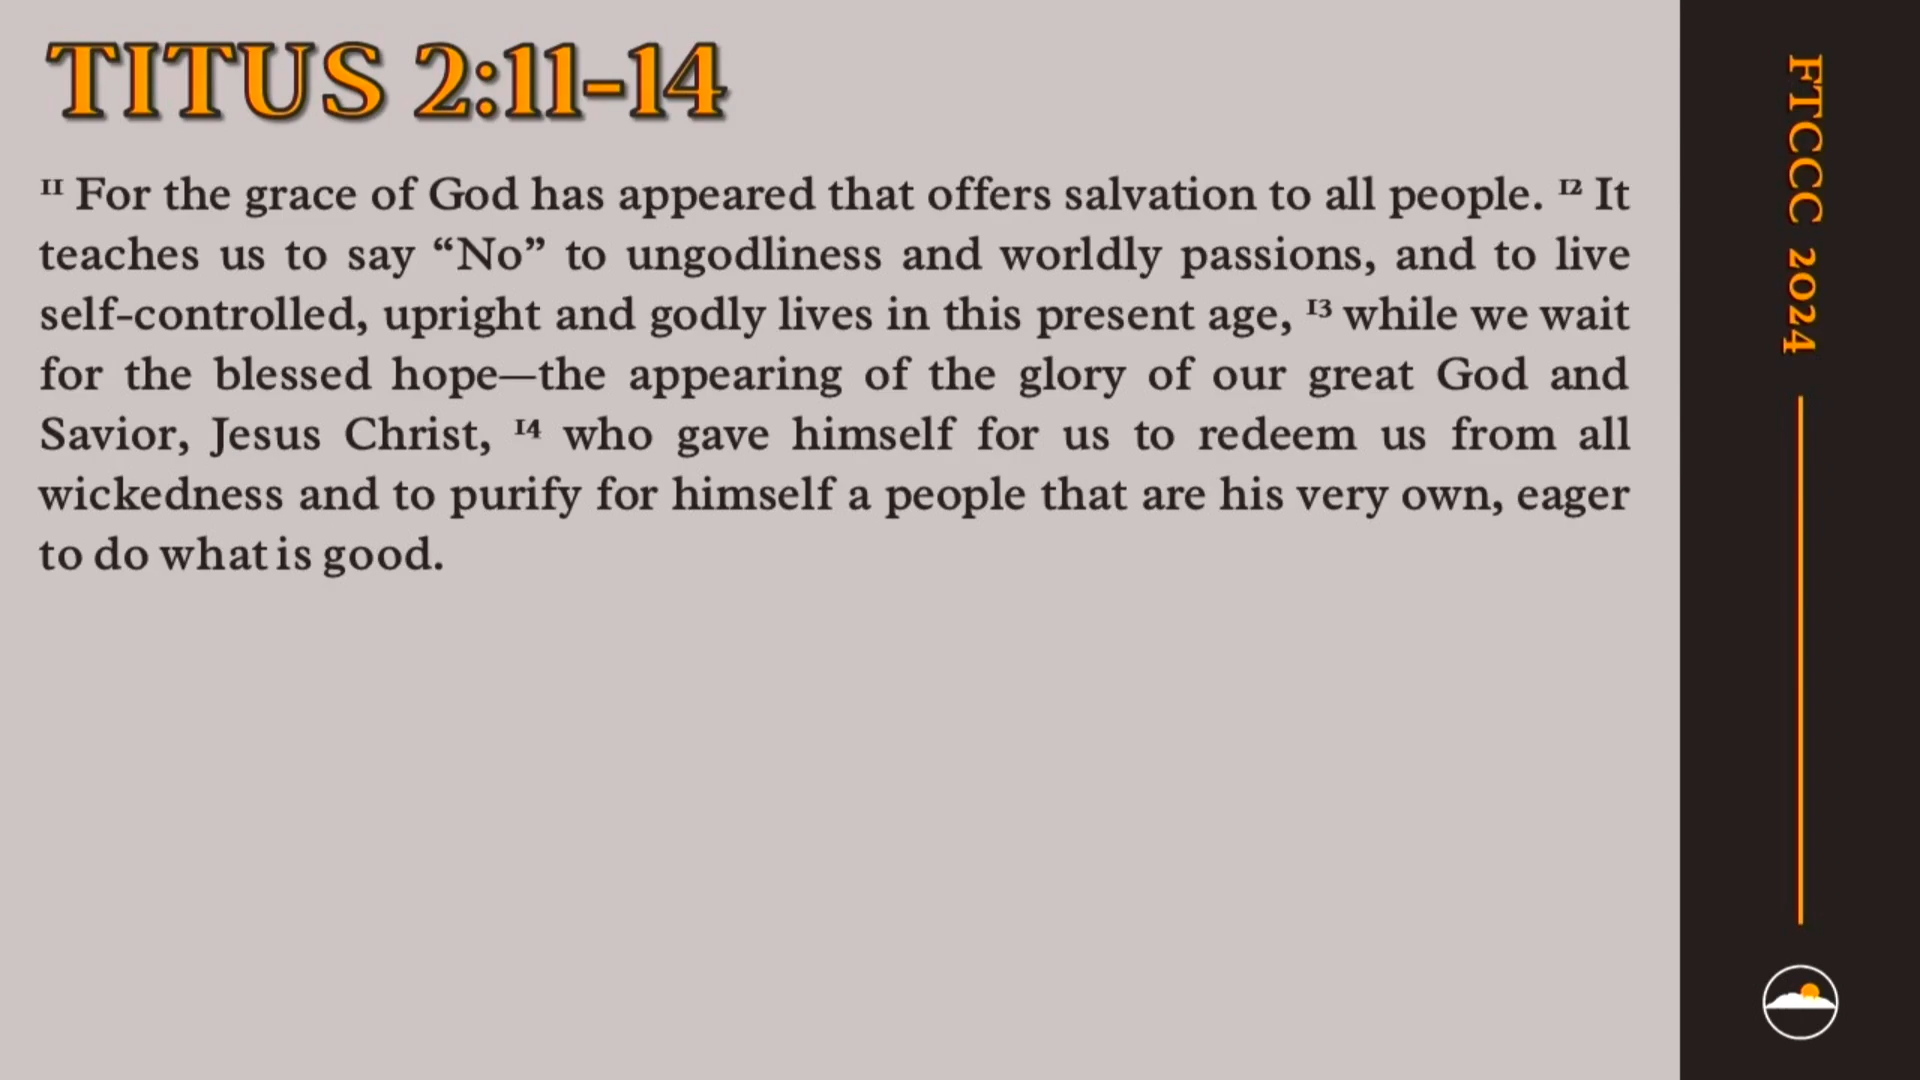 TITUS 2:11-14
¹¹ For the grace of God has appeared that offers salvation to all people. ¹² It
teaches us to say “No” to ungodliness and worldly passions, and to live
self-controlled, upright and godly lives in this present age, ¹³ while we wait
for the blessed hope—the appearing of the glory of our great God and
Savior, Jesus Christ, ¹⁴ who gave himself for us to redeem us from all
wickedness and to purify for himself a people that are his very own, eager
to do what is good.
FTCCC 2024